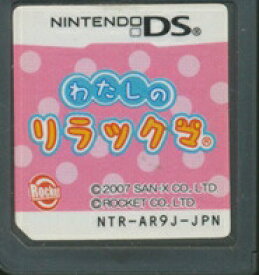 NINTENDO DS™
わたしの
リラックマ®
Rocket
©2007 SAN-X CO., LTD
©ROCKET CO., LTD
NTR-AR9J-JPN